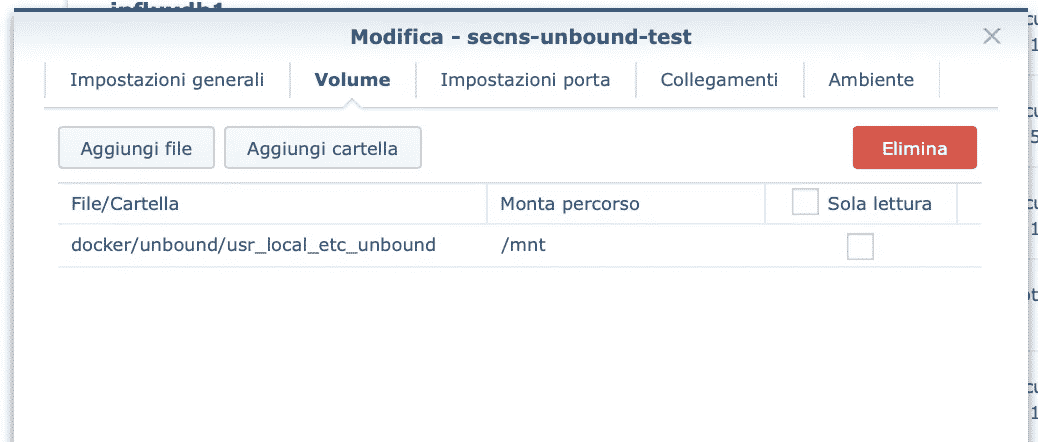 Modifica - secns-unbound-test
Impostazioni generali Volume Impostazioni porta Collegamenti Ambiente
Aggiungi file Aggiungi cartella Elimina
File/Cartella Monta percorso Sola lettura
docker/unbound/usr_local_etc_unbound /mnt